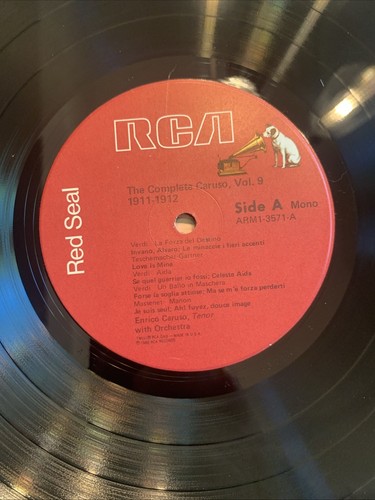 RCA
Red Seal
The Complete Caruso, Vol. 9
1911-1912
Side A Mono
ARM1-3571-A
Verdi: La Forza del Destino
Invano, Alvaro; Le minaccie i fieri accenti
Teschemacher-Gartner
Love is Mine
Verdi: Aida
Se quel guerrier io fossi; Celeste Aida
Verdi: Un Ballo in Maschera
Forse la soglia attinse; Ma se m'è forza perderti
Massenet: Manon
Je suis seul; Ah! fuyez, douce image
Enrico Caruso, Tenor
with Orchestra